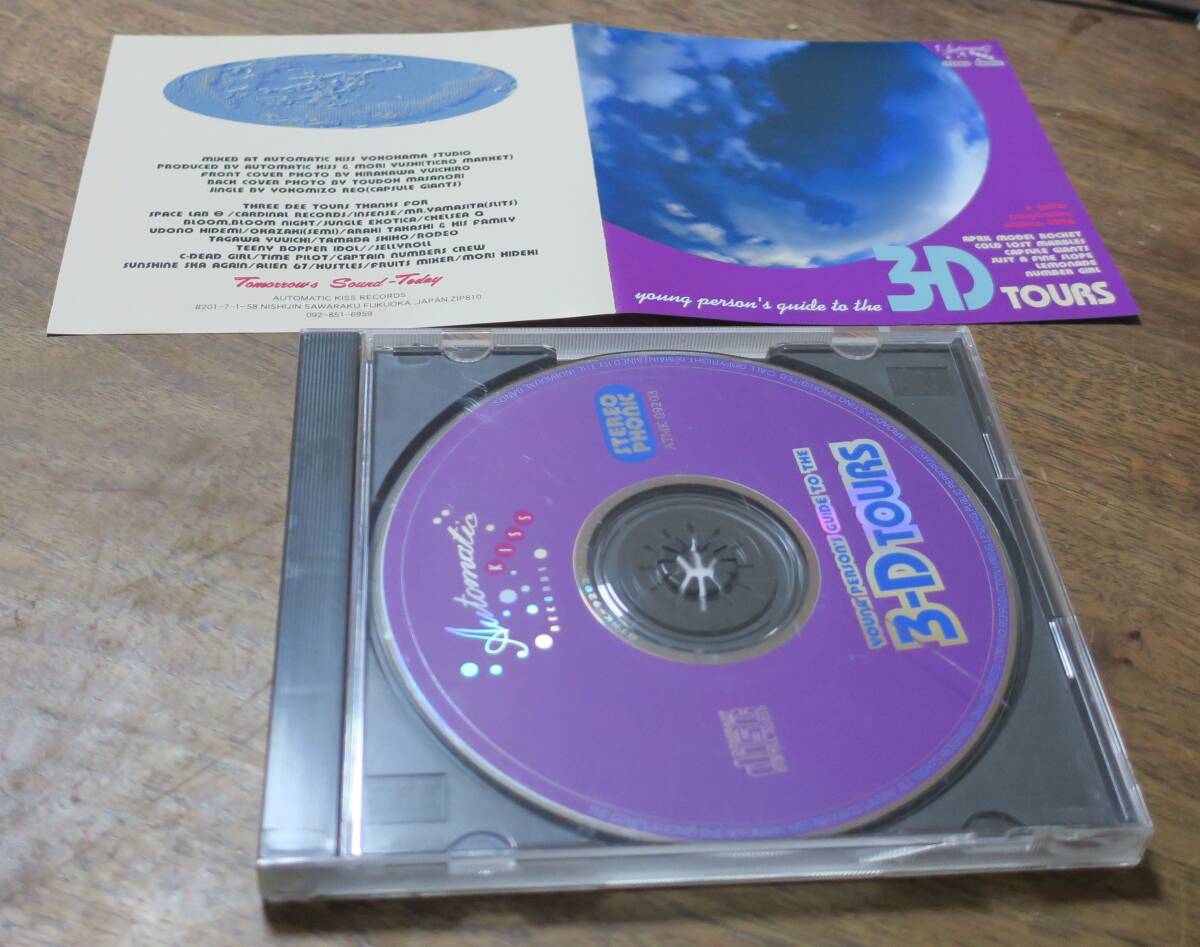 MIXED AT AUTOMATIC KISS YOKOHAMA STUDIO
PRODUCED BY AUTOMATIC KISS & MORI YUSHI(TICRO MARKET)
FRONT COVER PHOTO BY HIRAKAWA YUICHIRO
BACK COVER PHOTO BY TOUDOH MASANORI
JINGLE BY YOKOMIZO REO(CAPSULE GIANTS)
THREE DEE TOURS THANKS FOR
SPACE LAB ⊖/CARDINAL RECORDS/INSENSE/MR.YAMASITA(SLITS)
BLOOM,BLOOM NIGHT/JUNGLE EXOTICA/CHELSEA Q
UDONO HIDEMI/OKAZAKI(SEMI)/ARAKI TAKASHI & HIS FAMILY
TAGAWA YUUICHI/TAMADA SHIHO/RODEO
TEENY BOPPER IDOL//JELLYROLL
C-DEAD GIRL/TIME PILOT/CAPTAIN NUMBERS CREW
SUNSHINE SHA AGAIN/ALIEN 67/HUSTLES/FRUITS MIXER/MORI HIDEKI
Tomorrow's Sound-Today
AUTOMATIC KISS RECORDS
#201-7-1-58 NISHIJIN.SAWARAKU FUKUOKA.,JAPAN.ZIP810
092-851-6959
APRIL MODEL ROCKET
COLD LOST MARBLES
CAPSULE GIANTS
JUST A FINE SLOPE
LEMONADE
NUMBER GIRL
young person's guide to the
3-D TOURS
STEREO
PHONIC
ATMK 09203
Automatic
KISS
RECORDS
YOUNG PERSON'S GUIDE TO THE
3-D TOURS